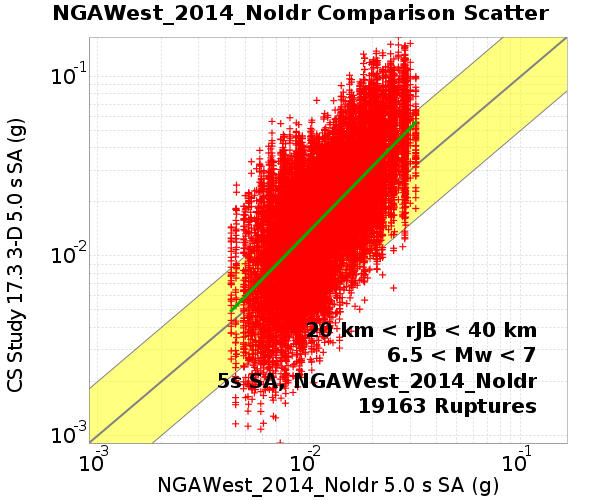 NGAWest_2014_NoIdr Comparison Scatter
CS Study 17.3 3-D 5.0 s SA (g)
10-1
10-2
10-3
20 km < rJB < 40 km
6.5 < Mw < 7
5s SA, NGAWest_2014_NoIdr
19163 Ruptures
10-3 10-2 10-1
NGAWest_2014_NoIdr 5.0 s SA (g)